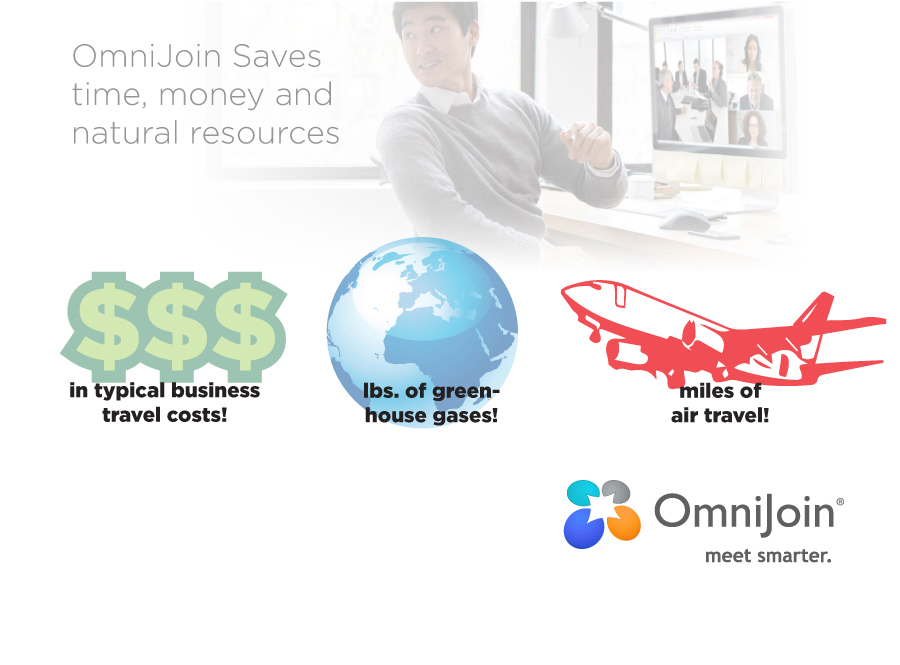 OmniJoin Saves
time, money and
natural resources
$$$
in typical business
travel costs!
lbs. of green-
house gases!
miles of
air travel!
OmniJoin®
meet smarter.